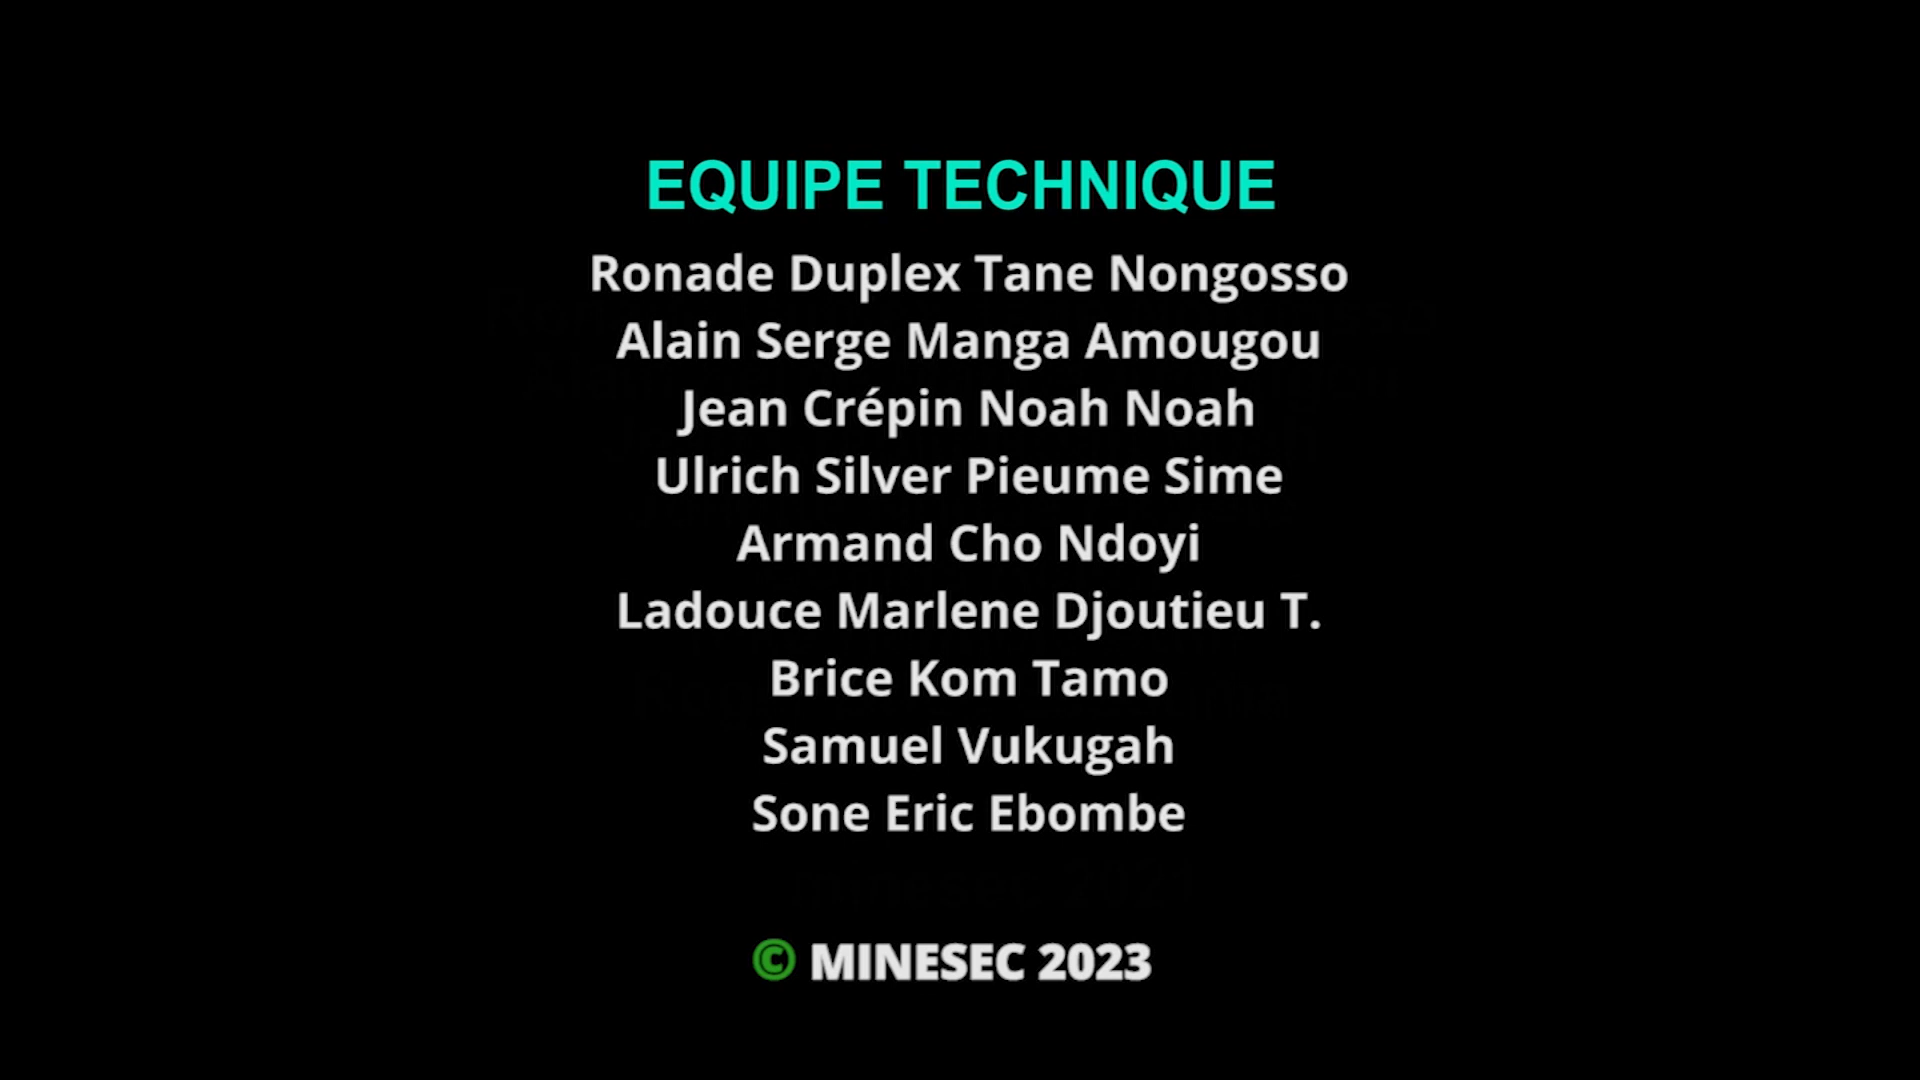 EQUIPE TECHNIQUE
Ronade Duplex Tane Nongosso
Alain Serge Manga Amougou
Jean Crépin Noah Noah
Ulrich Silver Pieume Sime
Armand Cho Ndoyi
Ladouce Marlene Djoutieu T.
Brice Kom Tamo
Samuel Vukugah
Sone Eric Ebombe
© MINESEC 2023